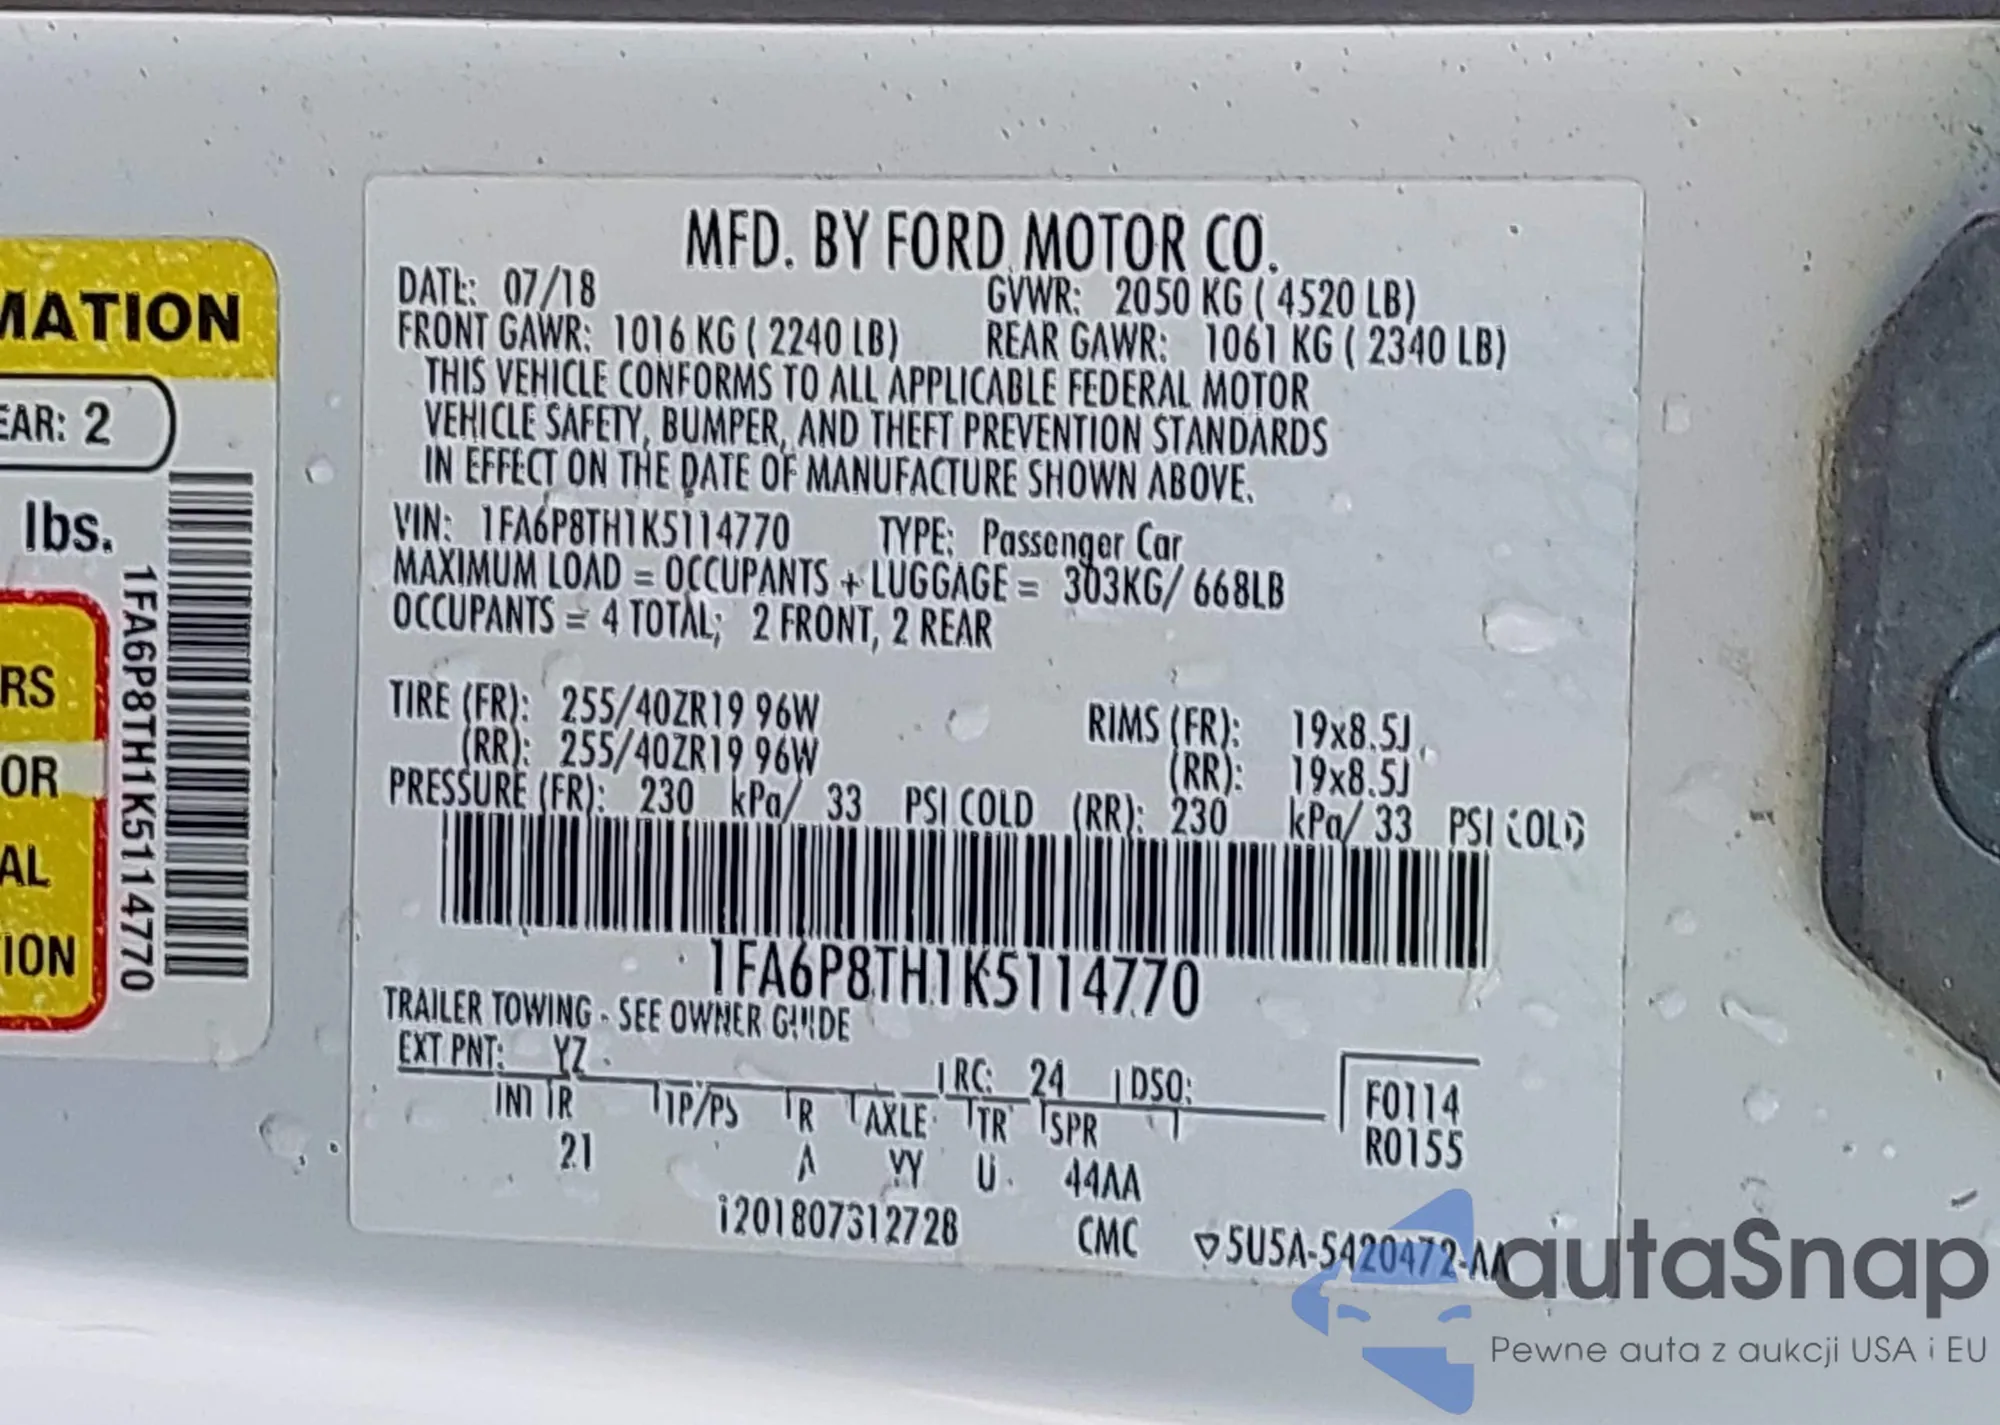 MATION
EAR: 2
lbs.
RS
OR
AL
ION
1FA6P8TH1K5114770
MFD. BY FORD MOTOR CO.
DATE: 07/18 GVWR: 2050 KG ( 4520 LB)
FRONT GAWR: 1016 KG ( 2240 LB) REAR GAWR: 1061 KG ( 2340 LB)
THIS VEHICLE CONFORMS TO ALL APPLICABLE FEDERAL MOTOR
VEHICLE SAFETY, BUMPER, AND THEFT PREVENTION STANDARDS
IN EFFECT ON THE DATE OF MANUFACTURE SHOWN ABOVE.
VIN: 1FA6P8TH1K5114770 TYPE: Passenger Car
MAXIMUM LOAD = OCCUPANTS + LUGGAGE = 303KG/ 668LB
OCCUPANTS = 4 TOTAL; 2 FRONT, 2 REAR
TIRE (FR): 255/40ZR19 96W RIMS (FR): 19x8.5J
(RR): 255/40ZR19 96W (RR): 19x8.5J
PRESSURE (FR): 230 kPa/ 33 PSI COLD (RR): 230 kPa/ 33 PSI COLD
1FA6P8TH1K5114770
TRAILER TOWING - SEE OWNER GUIDE
EXT PNT: YZ RC: 24 DSO:
INT TR TP/PS R AXLE TR SPR
21 A YY U 44AA
F0114
R0155
i201807312728 CMC 5U5A-5420472-AA
autaSnap
Pewne auta z aukcji USA i EU